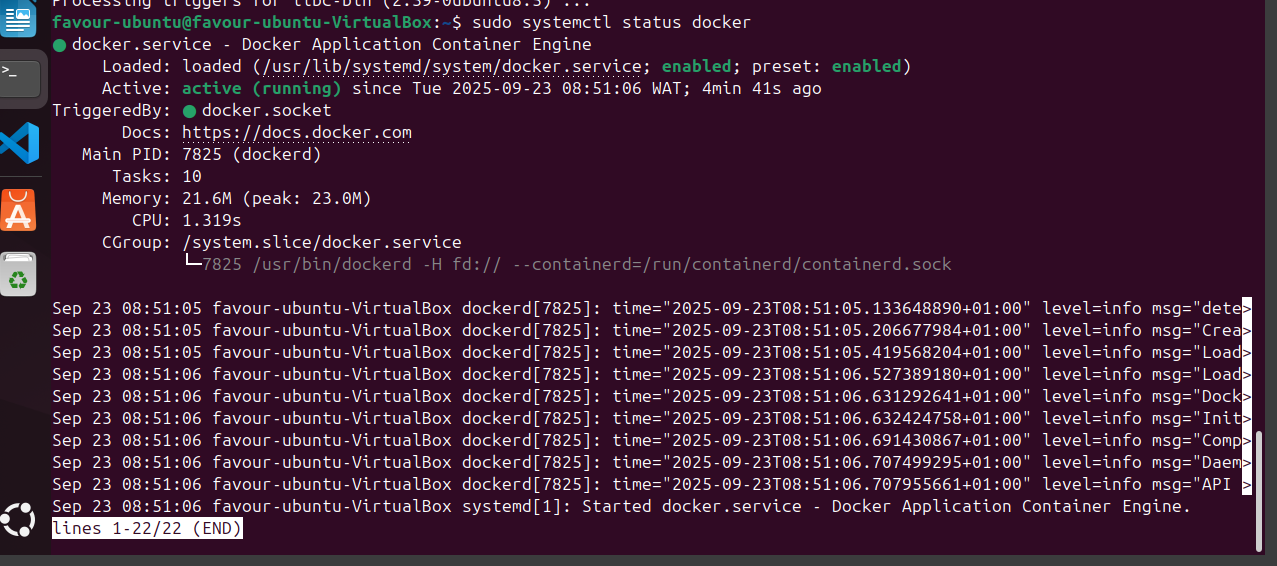 Processing triggers for libc-bin (2.39-0ubuntu8.5) ...
favour-ubuntu@favour-ubuntu-VirtualBox:~$ sudo systemctl status docker
● docker.service - Docker Application Container Engine
     Loaded: loaded (/usr/lib/systemd/system/docker.service; enabled; preset: enabled)
     Active: active (running) since Tue 2025-09-23 08:51:06 WAT; 4min 41s ago
TriggeredBy: ● docker.socket
       Docs: https://docs.docker.com
   Main PID: 7825 (dockerd)
      Tasks: 10
     Memory: 21.6M (peak: 23.0M)
        CPU: 1.319s
     CGroup: /system.slice/docker.service
             └─7825 /usr/bin/dockerd -H fd:// --containerd=/run/containerd/containerd.sock
Sep 23 08:51:05 favour-ubuntu-VirtualBox dockerd[7825]: time="2025-09-23T08:51:05.133648890+01:00" level=info msg="dete>
Sep 23 08:51:05 favour-ubuntu-VirtualBox dockerd[7825]: time="2025-09-23T08:51:05.206677984+01:00" level=info msg="Crea>
Sep 23 08:51:05 favour-ubuntu-VirtualBox dockerd[7825]: time="2025-09-23T08:51:05.419568204+01:00" level=info msg="Load>
Sep 23 08:51:06 favour-ubuntu-VirtualBox dockerd[7825]: time="2025-09-23T08:51:06.527389180+01:00" level=info msg="Load>
Sep 23 08:51:06 favour-ubuntu-VirtualBox dockerd[7825]: time="2025-09-23T08:51:06.631292641+01:00" level=info msg="Dock>
Sep 23 08:51:06 favour-ubuntu-VirtualBox dockerd[7825]: time="2025-09-23T08:51:06.632424758+01:00" level=info msg="Init>
Sep 23 08:51:06 favour-ubuntu-VirtualBox dockerd[7825]: time="2025-09-23T08:51:06.691430867+01:00" level=info msg="Comp>
Sep 23 08:51:06 favour-ubuntu-VirtualBox dockerd[7825]: time="2025-09-23T08:51:06.707499295+01:00" level=info msg="Daem>
Sep 23 08:51:06 favour-ubuntu-VirtualBox dockerd[7825]: time="2025-09-23T08:51:06.707955661+01:00" level=info msg="API >
Sep 23 08:51:06 favour-ubuntu-VirtualBox systemd[1]: Started docker.service - Docker Application Container Engine.
lines 1-22/22 (END)